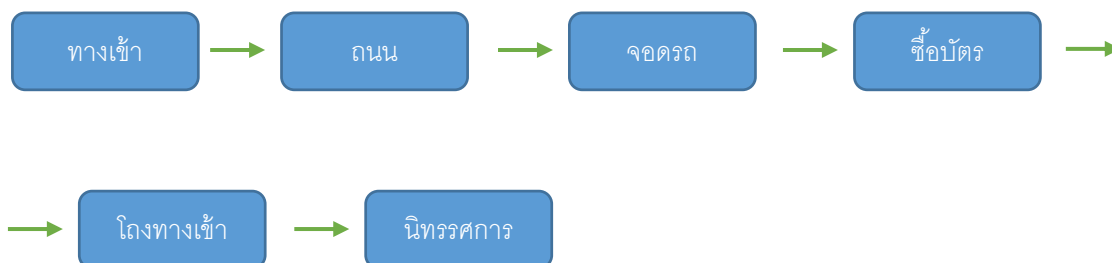 ทางเข้า
ถนน
จอดรถ
ซื้อบัตร
โถงทางเข้า
นิทรรศการ